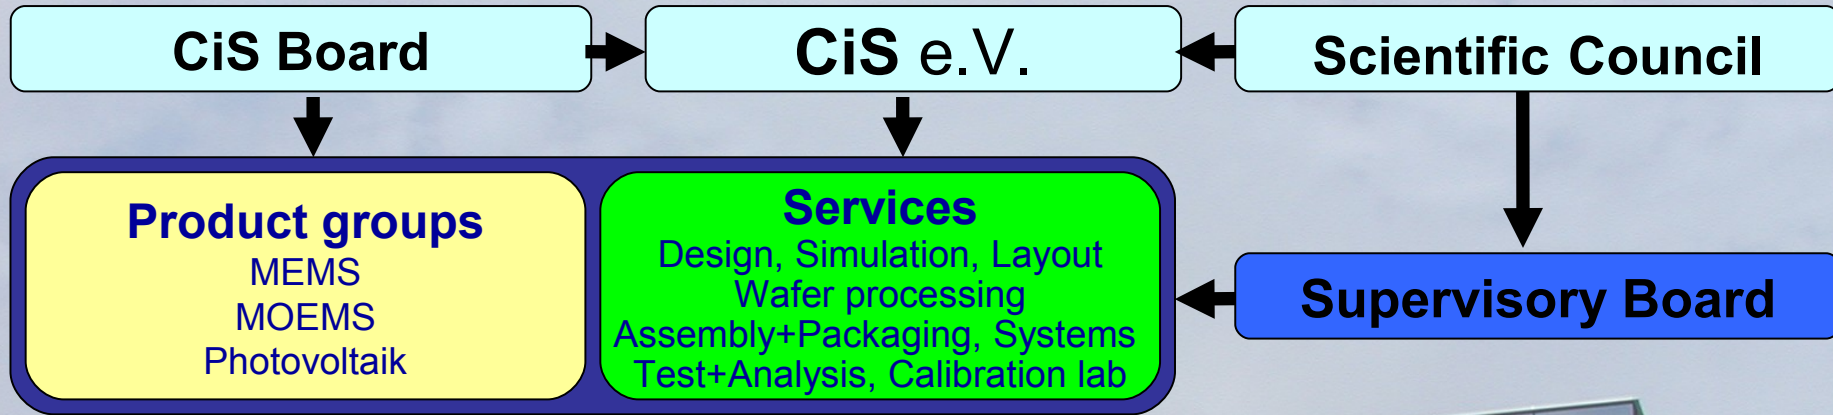 CiS Board
CiS e.V.
Scientific Council
Product groups
MEMS
MOEMS
Photovoltaik
Services
Design, Simulation, Layout
Wafer processing
Assembly+Packaging, Systems
Test+Analysis, Calibration lab
Supervisory Board